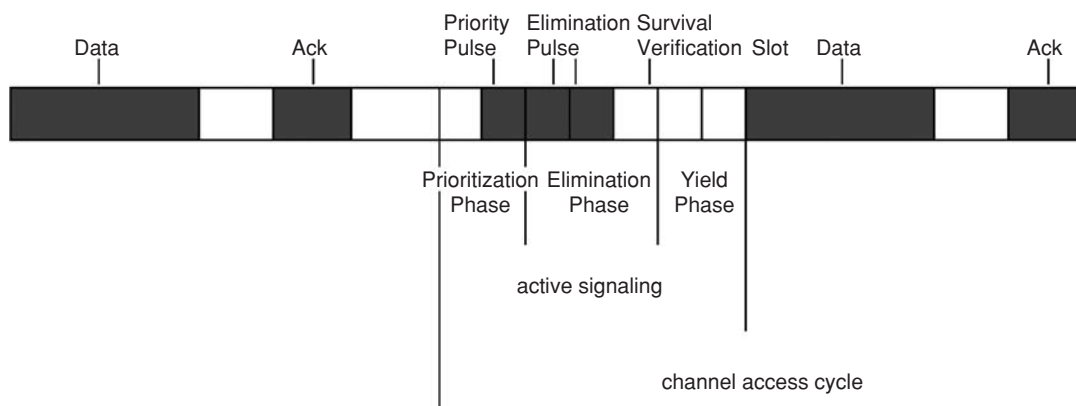 Data
Ack
Priority
Pulse
Elimination
Pulse
Survival
Verification Slot
Data
Ack
Prioritization
Phase
Elimination
Phase
Yield
Phase
active signaling
channel access cycle